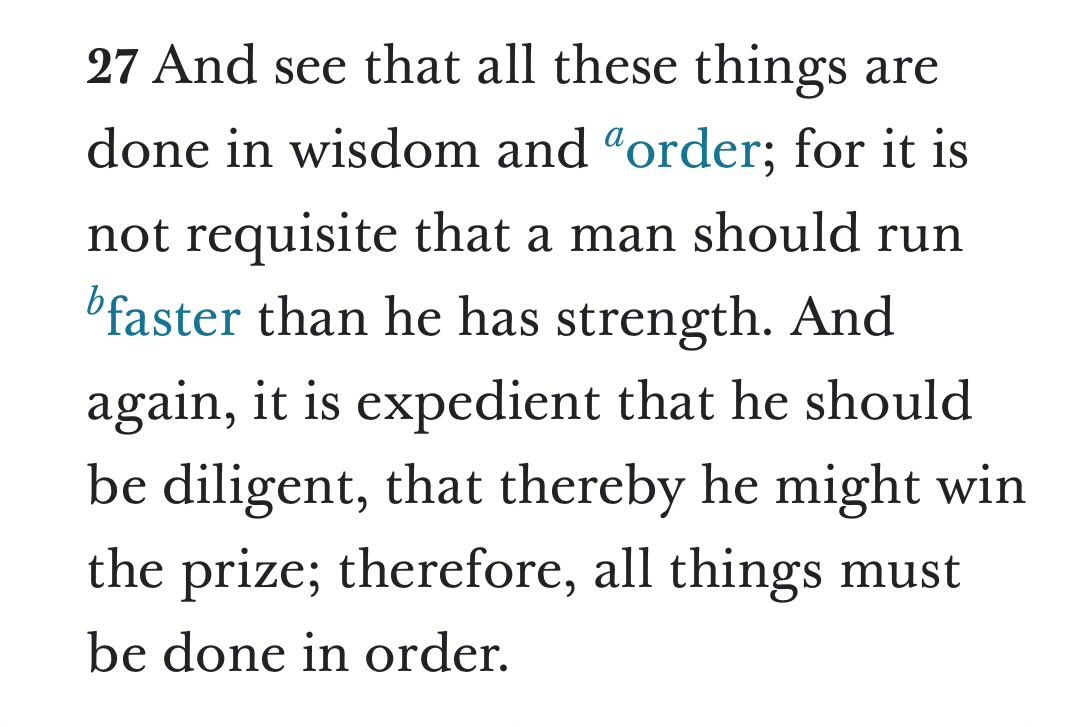 27 And see that all these things are
done in wisdom and aorder; for it is
not requisite that a man should run
bfaster than he has strength. And
again, it is expedient that he should
be diligent, that thereby he might win
the prize; therefore, all things must
be done in order.